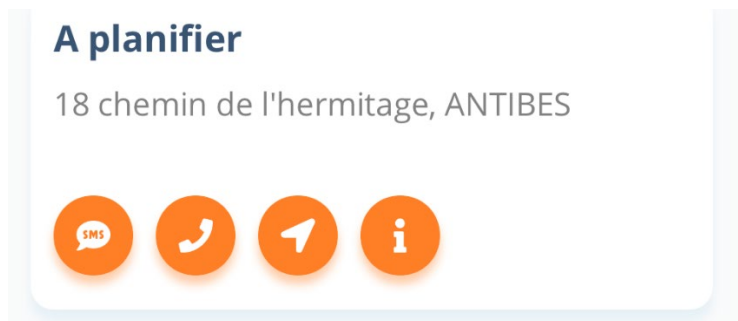 A planifier
18 chemin de l'hermitage, ANTIBES
SMS